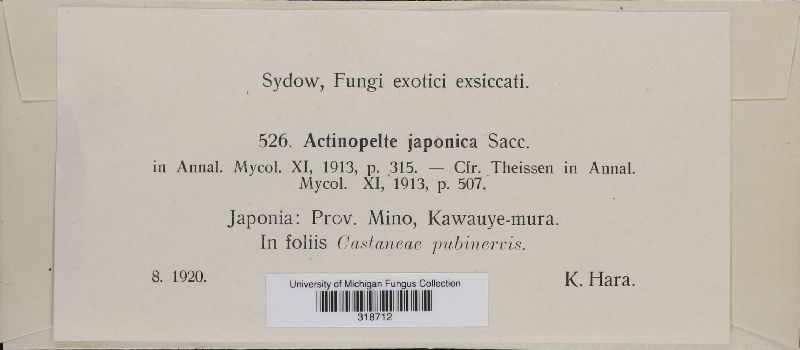 Sydow, Fungi exotici exsiccati.
526. Actinopelte japonica Sacc.
in Annal. Mycol. XI, 1913, p. 315. — Cfr. Theissen in Annal.
Mycol. XI, 1913, p. 507.
Japonia: Prov. Mino, Kawauye-mura.
In foliis Castaneae pubinervis.
8. 1920.
K. Hara.
University of Michigan Fungus Collection
318712